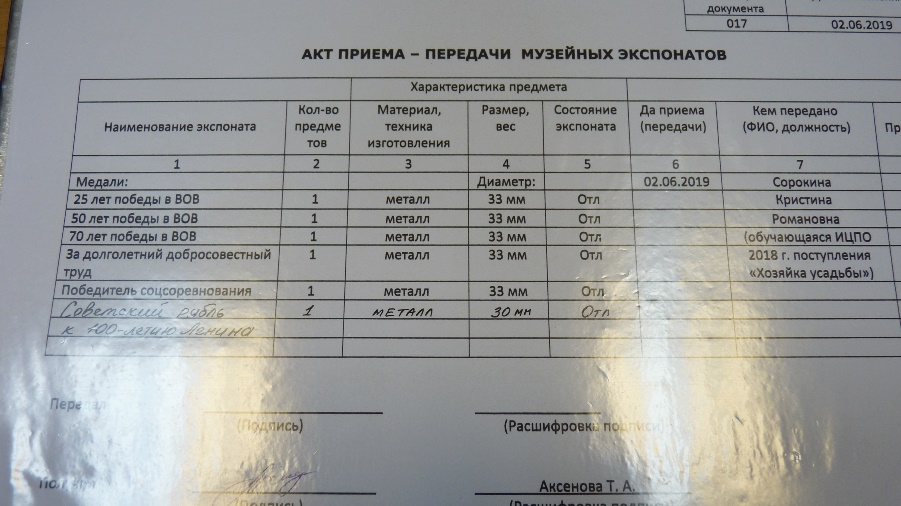 документа
017 02.06.2019
АКТ ПРИЕМА – ПЕРЕДАЧИ МУЗЕЙНЫХ ЭКСПОНАТОВ
Характеристика предмета
Наименование экспоната Кол-во предме тов Материал, техника изготовления Размер, вес Состояние экспоната Да приема (передачи) Кем передано (ФИО, должность)
1 2 3 4 5 6 7
Медали: Диаметр: 02.06.2019 Сорокина
25 лет победы в ВОВ 1 металл 33 мм Отл Кристина
50 лет победы в ВОВ 1 металл 33 мм Отл Романовна
70 лет победы в ВОВ 1 металл 33 мм Отл (обучающаяся ИЦПО
За долголетний добросовестный 1 металл 33 мм Отл 2018 г. поступления
труд «Хозяйка усадьбы»)
Победитель соцсоревнования 1 металл 33 мм Отл
Советский рубль 1 металл 30 мм Отл
к 100-летию Ленина
(Подпись) (Расшифровка подписи)
Аксенова Т. А.